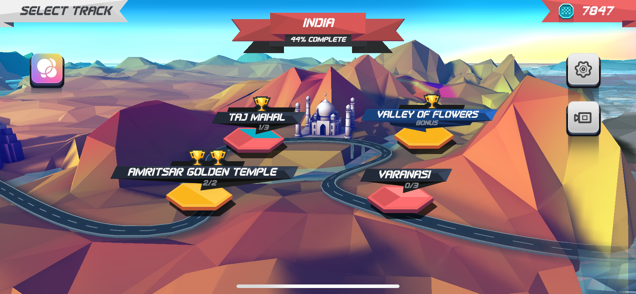 SELECT TRACK
INDIA
44% COMPLETE
7847
TAJ MAHAL
1/3
VALLEY OF FLOWERS
BONUS
AMRITSAR GOLDEN TEMPLE
2/2
VARANASI
0/3